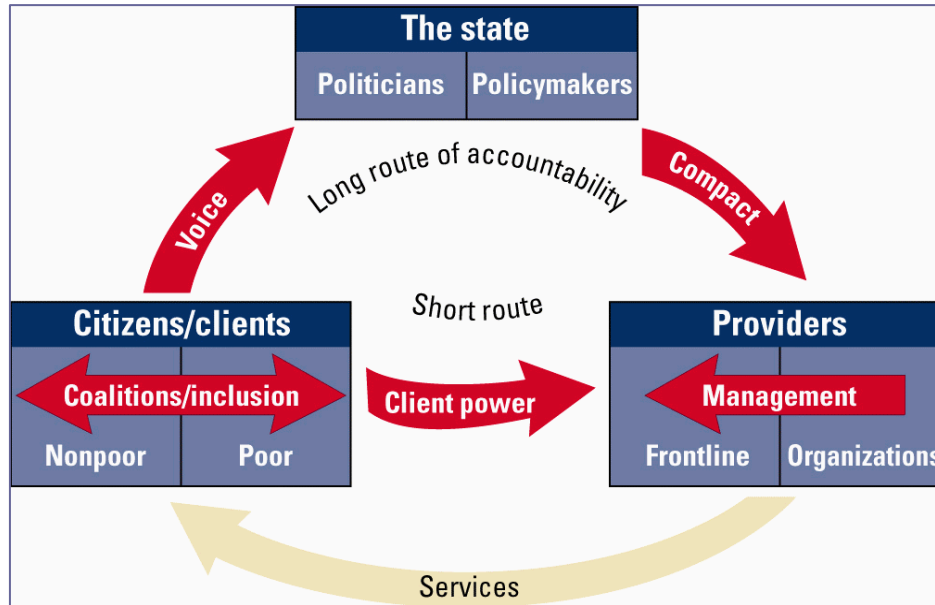 The state
Politicians
Policymakers
Long route of accountability
Voice
Compact
Short route
Citizens/clients
Coalitions/inclusion
Nonpoor
Poor
Client power
Providers
Management
Frontline
Organizations
Services